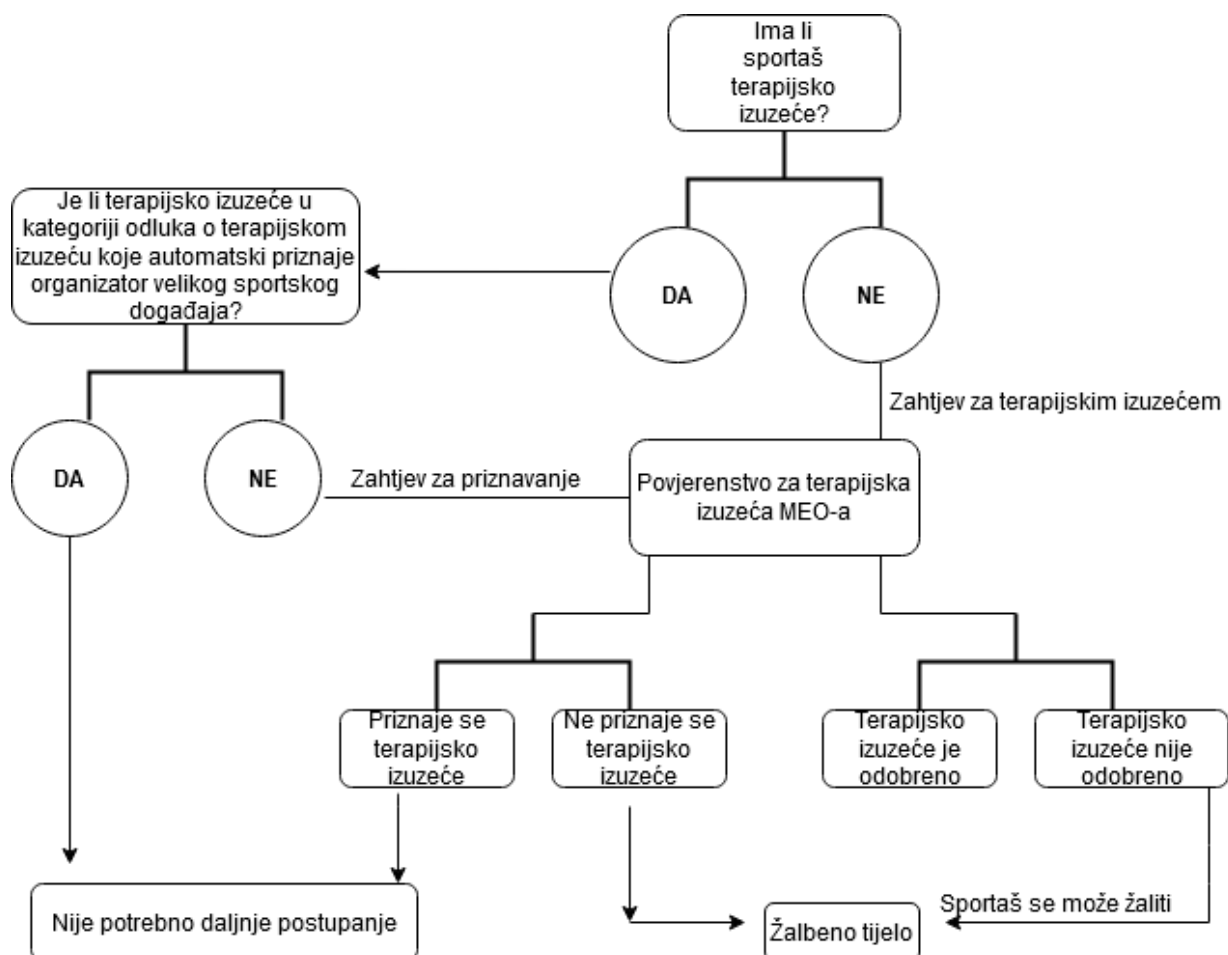 Ima li
sportaš
terapijsko
izuzeće?
Je li terapijsko izuzeće u
kategoriji odluka o terapijskom
izuzeću koje automatski priznaje
organizator velikog sportskog
događaja?
DA
NE
Zahtjev za terapijskim izuzećem
DA
NE
Zahtjev za priznavanje
Povjerenstvo za terapijska
izuzeća MEO-a
Priznaje se
terapijsko
izuzeće
Ne priznaje se
terapijsko
izuzeće
Terapijsko
izuzeće je
odobreno
Terapijsko
izuzeće nije
odobreno
Nije potrebno daljnje postupanje
Žalbeno tijelo
Sportaš se može žaliti